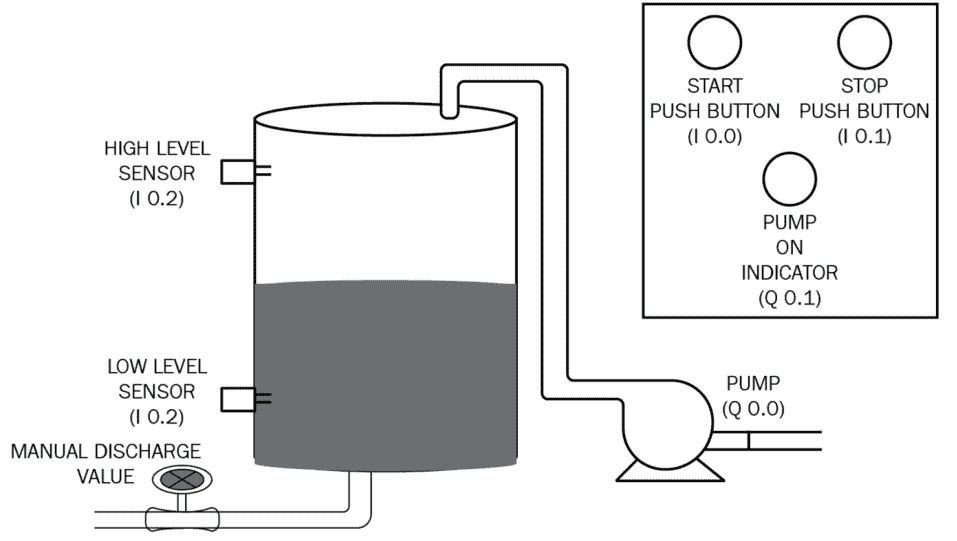 START
PUSH BUTTON
(I 0.0)
STOP
PUSH BUTTON
(I 0.1)
PUMP
ON
INDICATOR
(Q 0.1)
HIGH LEVEL
SENSOR
(I 0.2)
LOW LEVEL
SENSOR
(I 0.2)
MANUAL DISCHARGE
VALUE
PUMP
(Q 0.0)